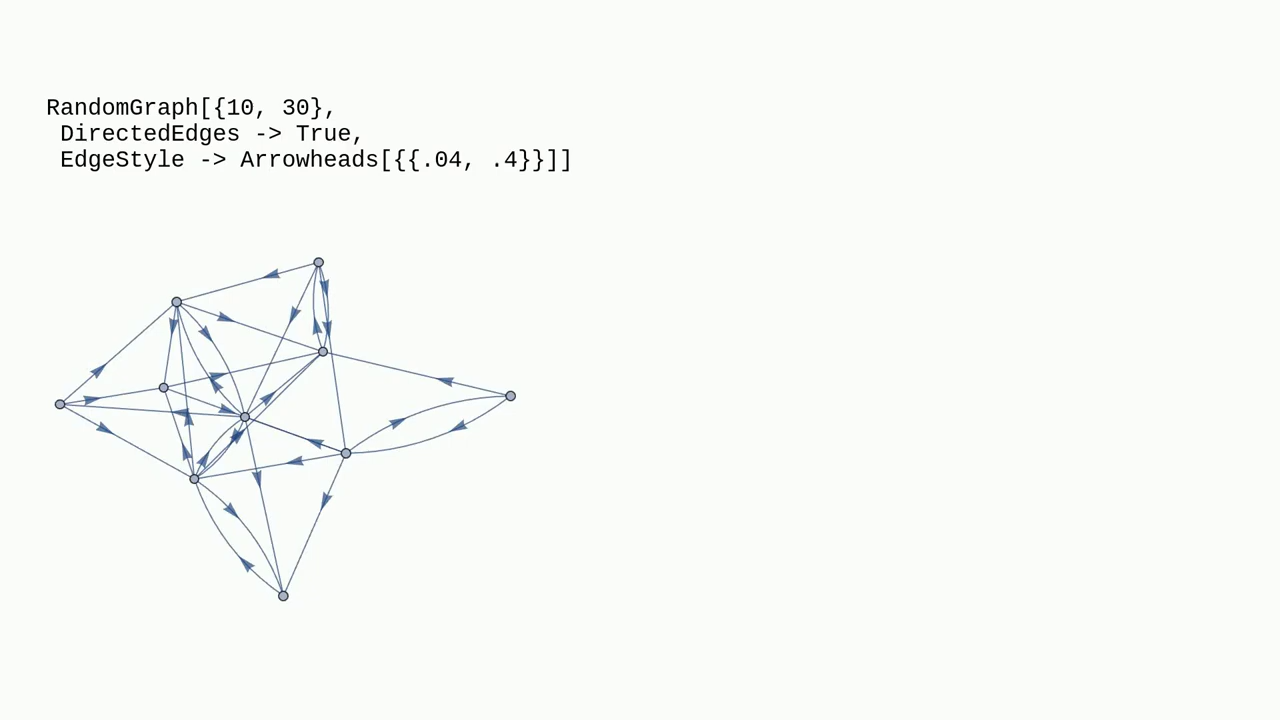 RandomGraph[{10, 30},
DirectedEdges -> True,
EdgeStyle -> Arrowheads[{{.04, .4}}]]